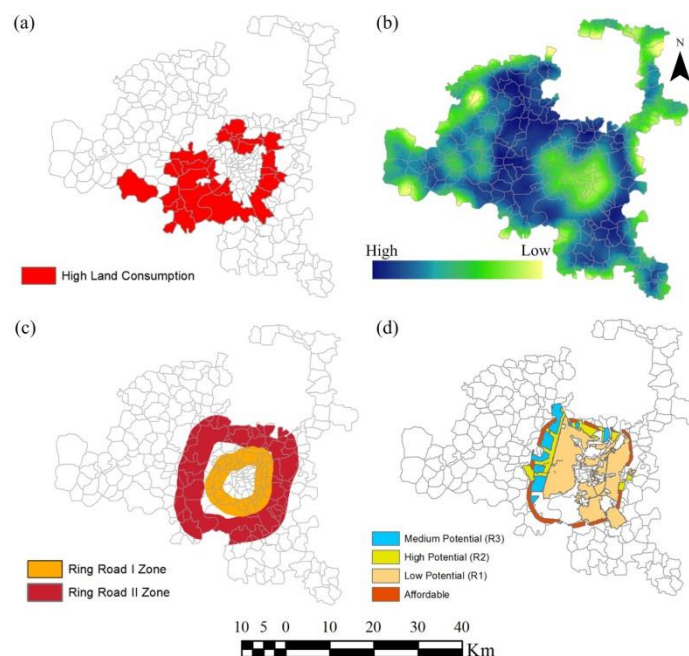 (a)
(b)
N
High Land Consumption
High Low
(c)
(d)
Ring Road I Zone
Ring Road II Zone
Medium Potential (R3)
High Potential (R2)
Low Potential (R1)
Affordable
10 5 0 10 20 30 40
Km